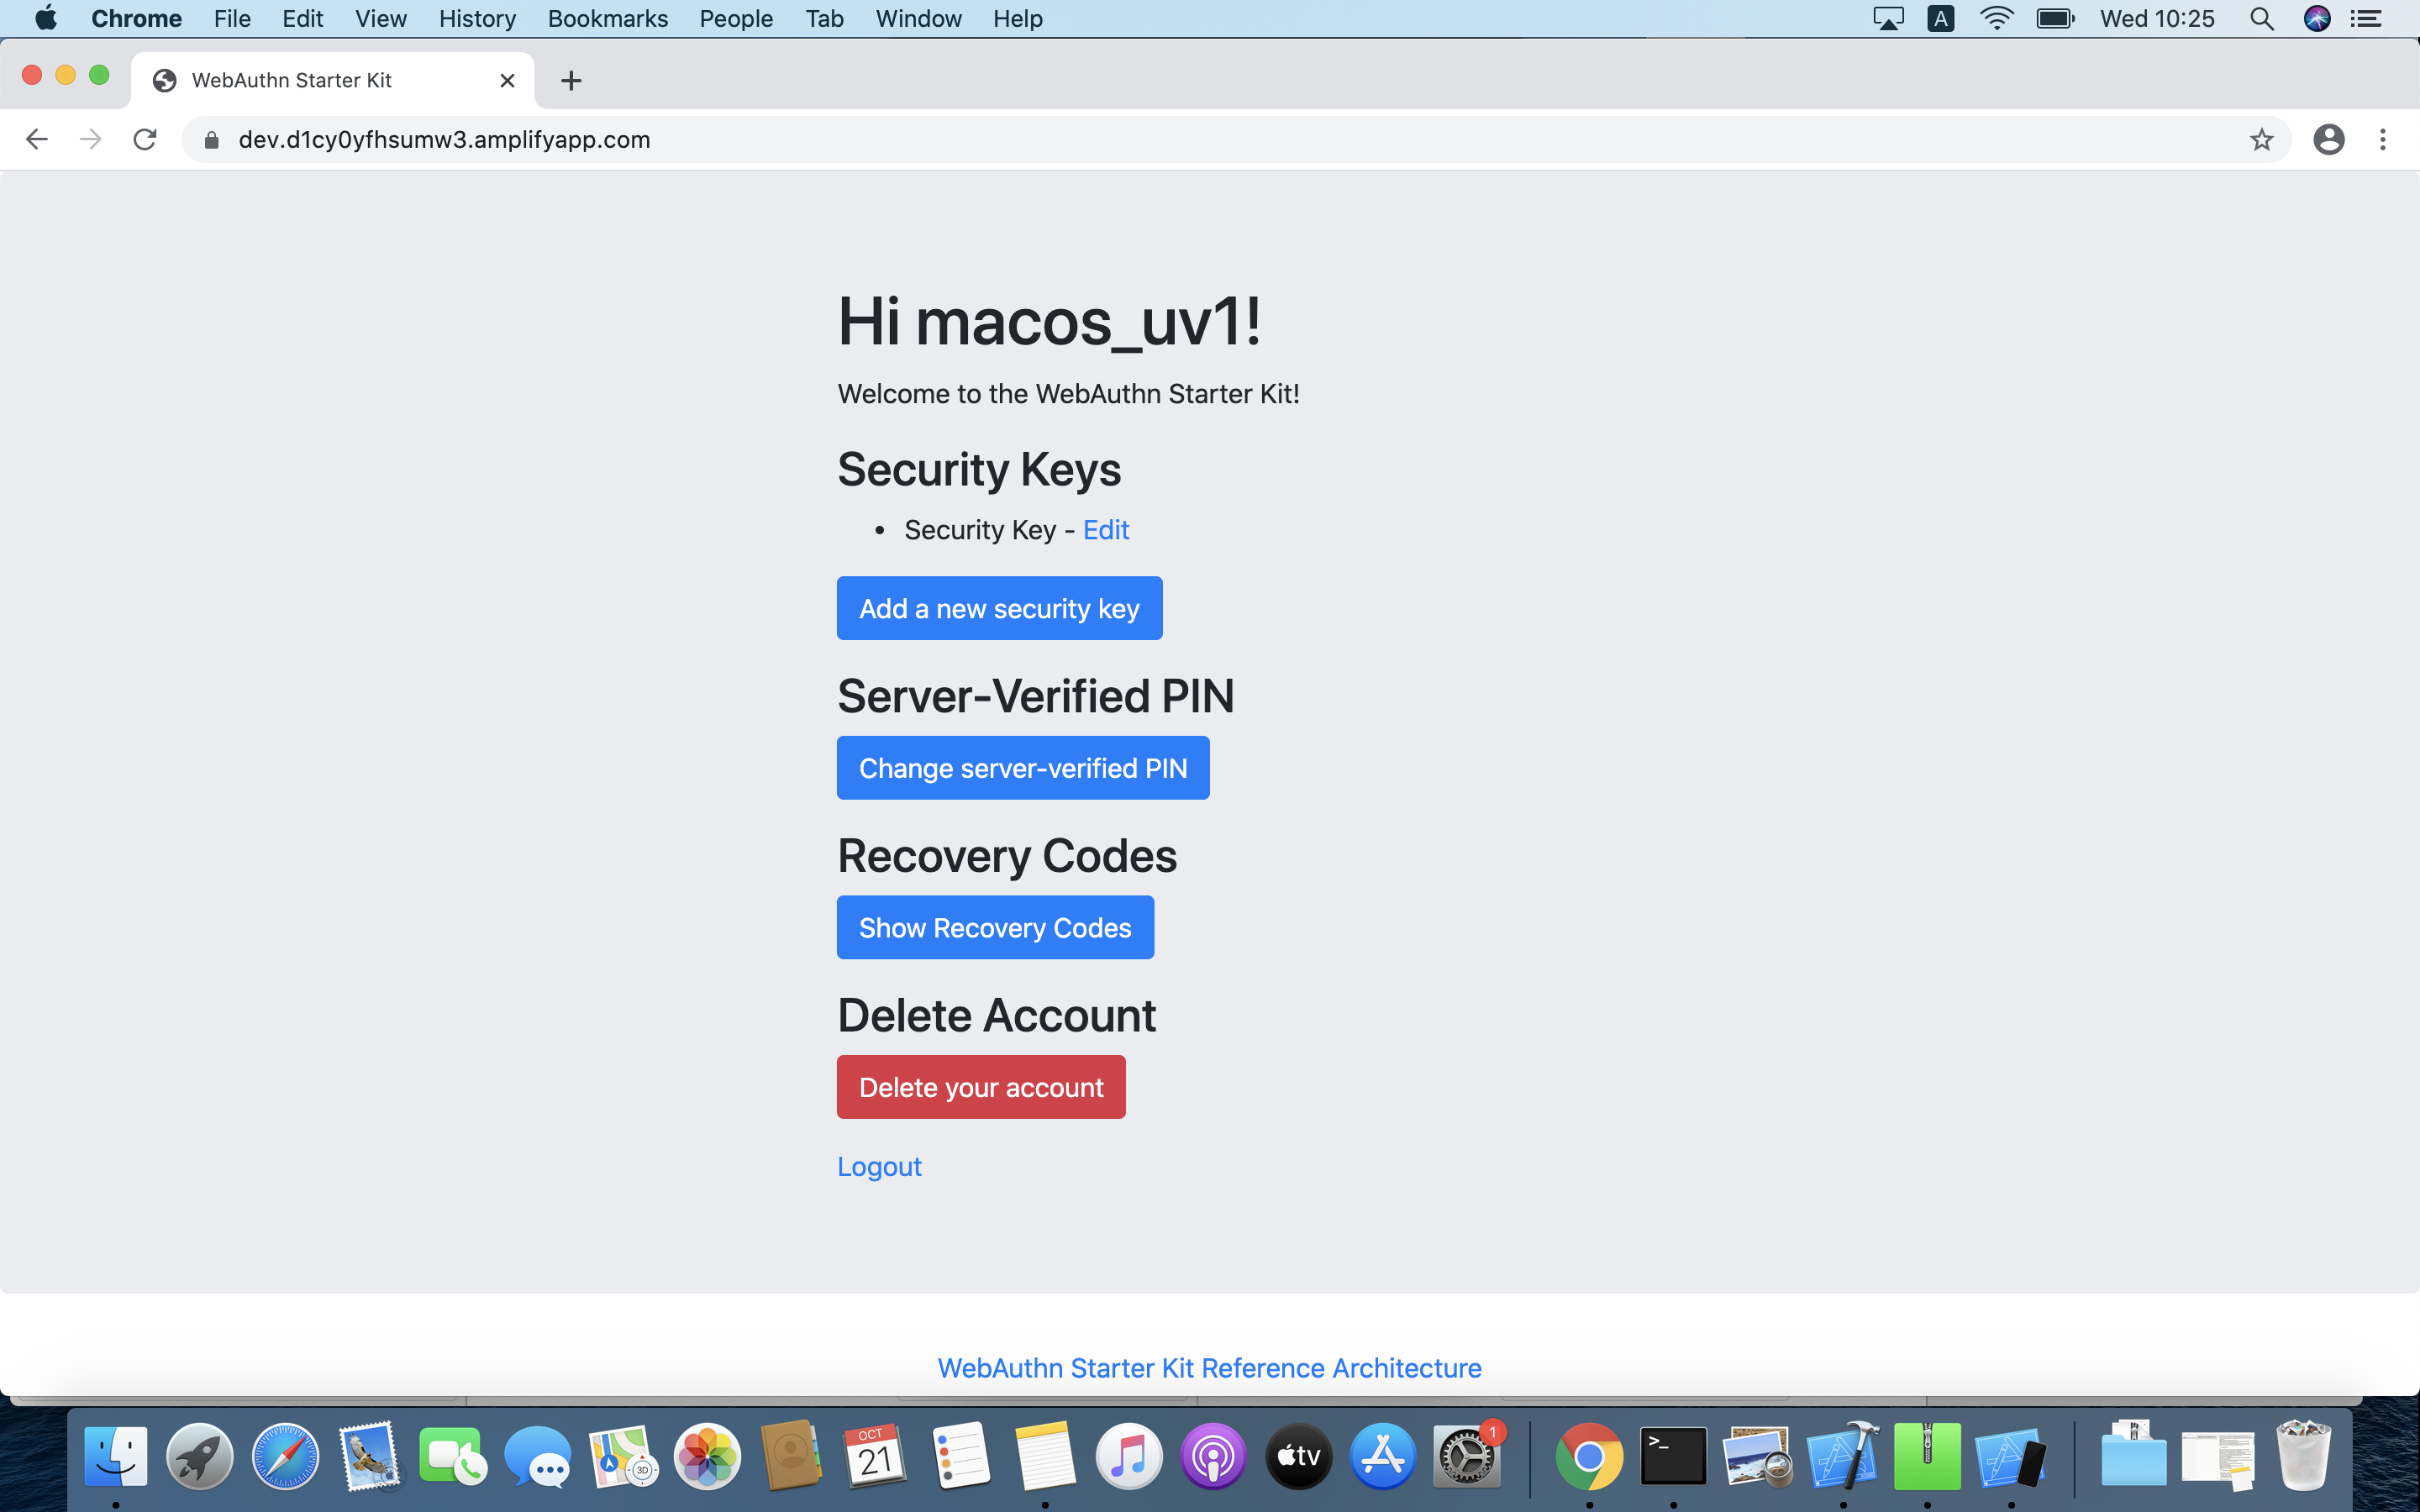 Chrome File Edit View History Bookmarks People Tab Window Help A Wed 10:25
WebAuthn Starter Kit
dev.d1cy0yfhsumw3.amplifyapp.com
Hi macos_uv1!
Welcome to the WebAuthn Starter Kit!
Security Keys
• Security Key - Edit
Add a new security key
Server-Verified PIN
Change server-verified PIN
Recovery Codes
Show Recovery Codes
Delete Account
Delete your account
Logout
WebAuthn Starter Kit Reference Architecture
3D
OCT
21
tv
1
>_